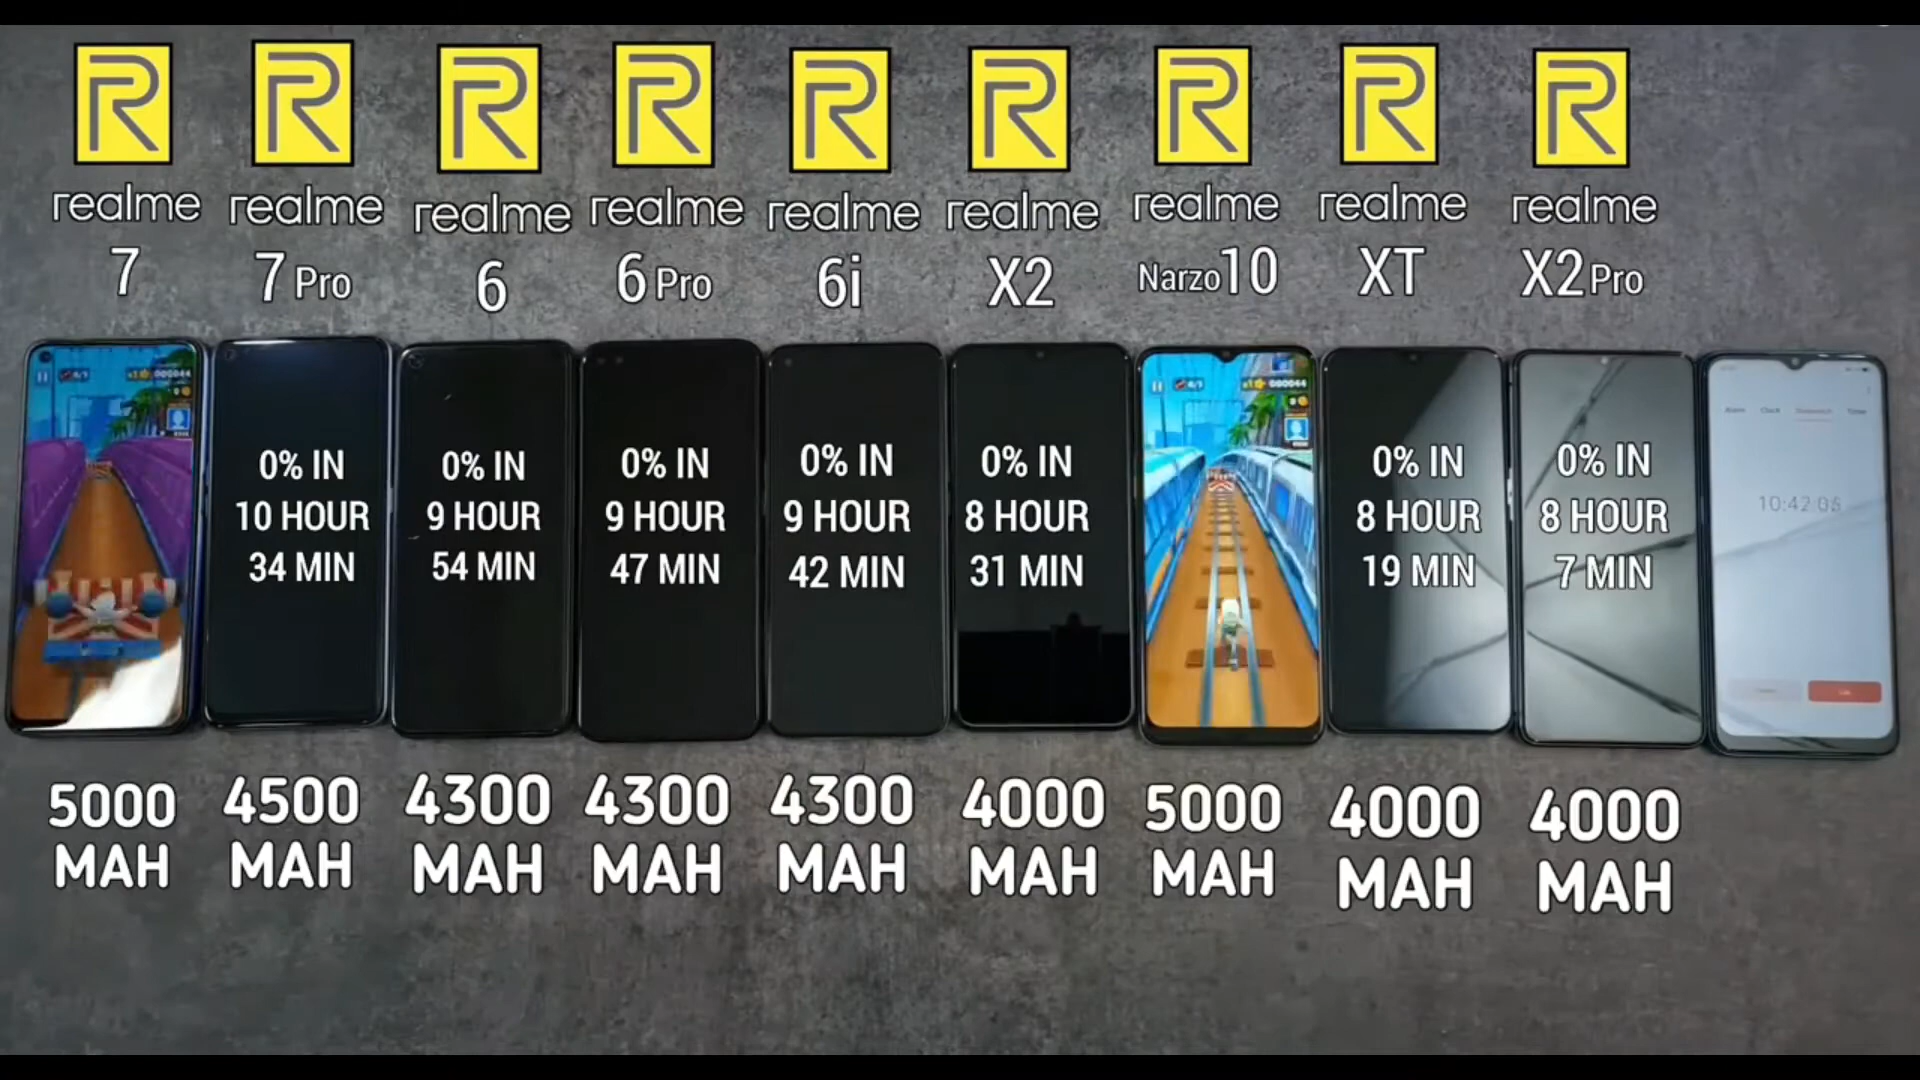 realme
7
realme
7 Pro
realme
6
realme
6 Pro
realme
6i
realme
X2
realme
Narzo10
realme
XT
realme
X2 Pro
0% IN
10 HOUR
34 MIN
0% IN
9 HOUR
54 MIN
0% IN
9 HOUR
47 MIN
0% IN
9 HOUR
42 MIN
0% IN
8 HOUR
31 MIN
0% IN
8 HOUR
19 MIN
0% IN
8 HOUR
7 MIN
Alarm Clock Stopwatch Timer
10:42:05
5000
MAH
4500
MAH
4300
MAH
4300
MAH
4300
MAH
4000
MAH
5000
MAH
4000
MAH
4000
MAH